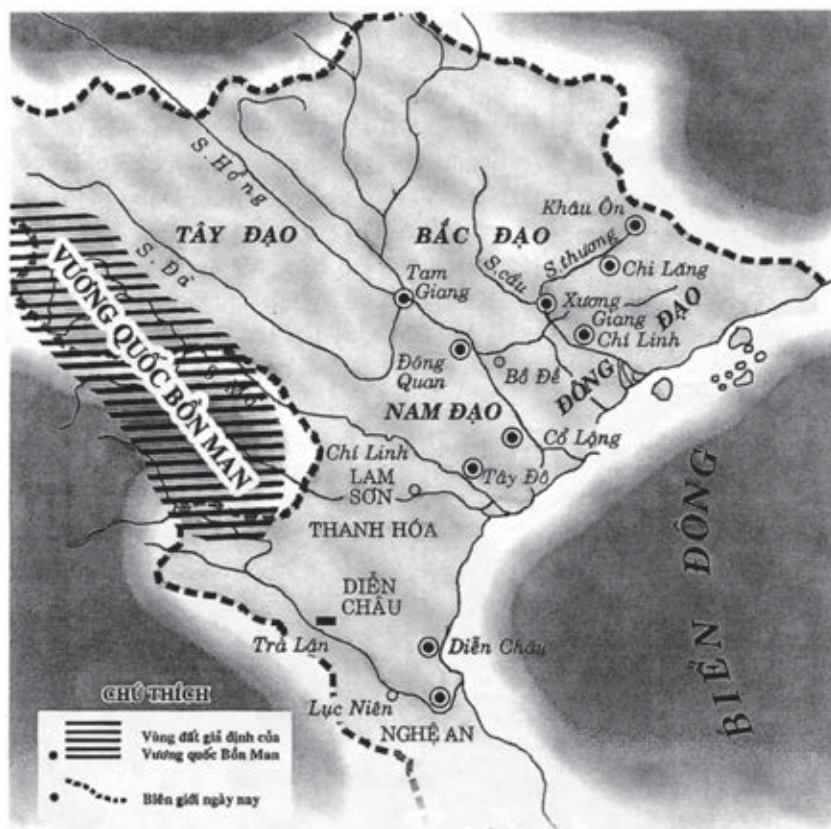 S. Hồng
TÂY ĐẠO
BẮC ĐẠO
Khâu Ôn
S. Đà
S.cầu
S.thương
Chi Lăng
Tam
Giang
Xương
Giang
ĐẠO
Chí Linh
VƯƠNG QUỐC BỒN MAN
S. Mã
Đông
Quan
Bồ Đề
ĐÔNG
NAM ĐẠO
Cổ Lộng
Chí Linh
LAM
SƠN
Tây Đô
THANH HÓA
BIỂN ĐÔNG
DIỄN
CHÂU
Trà Lân
Diễn Châu
Lục Niên
NGHỆ AN
CHÚ THÍCH
Vùng đất giả định của
Vương quốc Bồn Man
Biên giới ngày nay